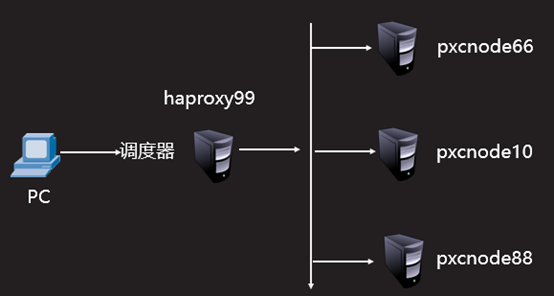 pxcnode66
haproxy99
调度器
pxcnode10
PC
pxcnode88